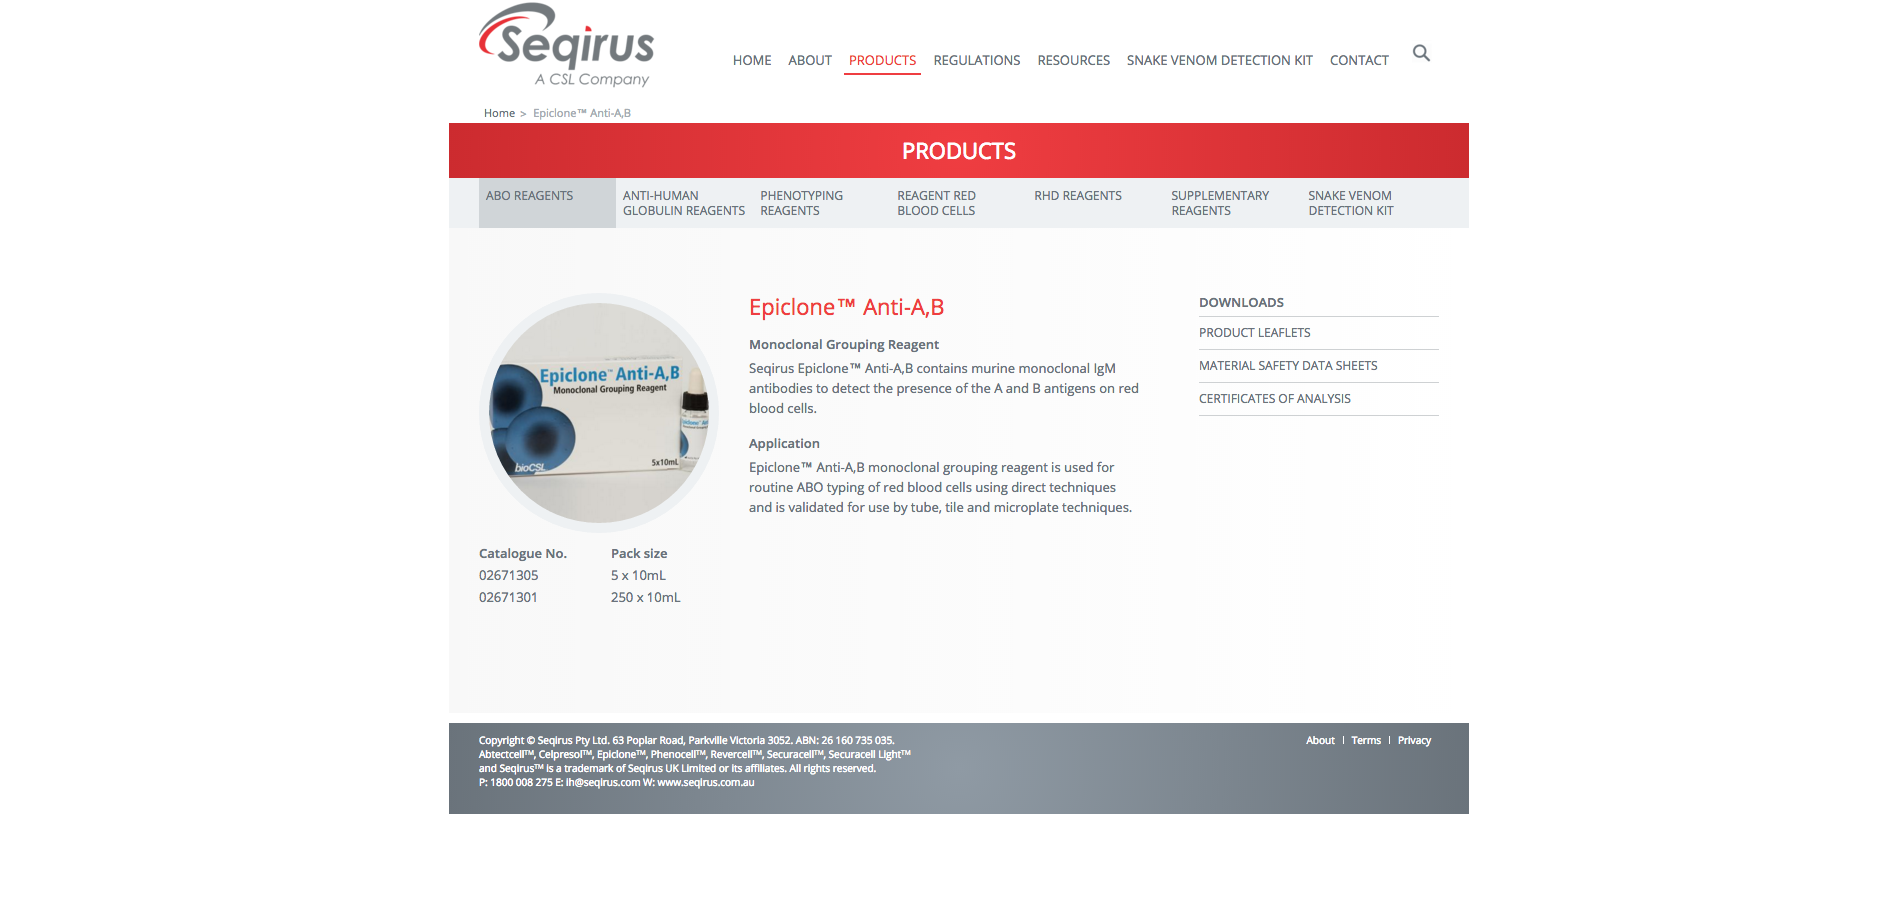 Seqirus
A CSL Company
HOME ABOUT PRODUCTS REGULATIONS RESOURCES SNAKE VENOM DETECTION KIT CONTACT
Home > Epiclone™ Anti-A,B
PRODUCTS
ABO REAGENTS
ANTI-HUMAN
GLOBULIN REAGENTS
PHENOTYPING
REAGENTS
REAGENT RED
BLOOD CELLS
RHD REAGENTS
SUPPLEMENTARY
REAGENTS
SNAKE VENOM
DETECTION KIT
Epiclone™ Anti-A,B
Monoclonal Grouping Reagent
bioCSL
5x10mL
Catalogue No. Pack size
02671305 5 x 10mL
02671301 250 x 10mL
Epiclone™ Anti-A,B
Monoclonal Grouping Reagent
Seqirus Epiclone™ Anti-A,B contains murine monoclonal IgM
antibodies to detect the presence of the A and B antigens on red
blood cells.
Application
Epiclone™ Anti-A,B monoclonal grouping reagent is used for
routine ABO typing of red blood cells using direct techniques
and is validated for use by tube, tile and microplate techniques.
DOWNLOADS
PRODUCT LEAFLETS
MATERIAL SAFETY DATA SHEETS
CERTIFICATES OF ANALYSIS
Copyright © Seqirus Pty Ltd. 63 Poplar Road, Parkville Victoria 3052. ABN: 26 160 735 035.
Abtectcell™, Celpresol™, Epiclone™, Phenocell™, Revercell™, Securacell™, Securacell Light™
and Seqirus™ is a trademark of Seqirus UK Limited or its affiliates. All rights reserved.
P: 1800 008 275 E: ih@seqirus.com W: www.seqirus.com.au
About | Terms | Privacy